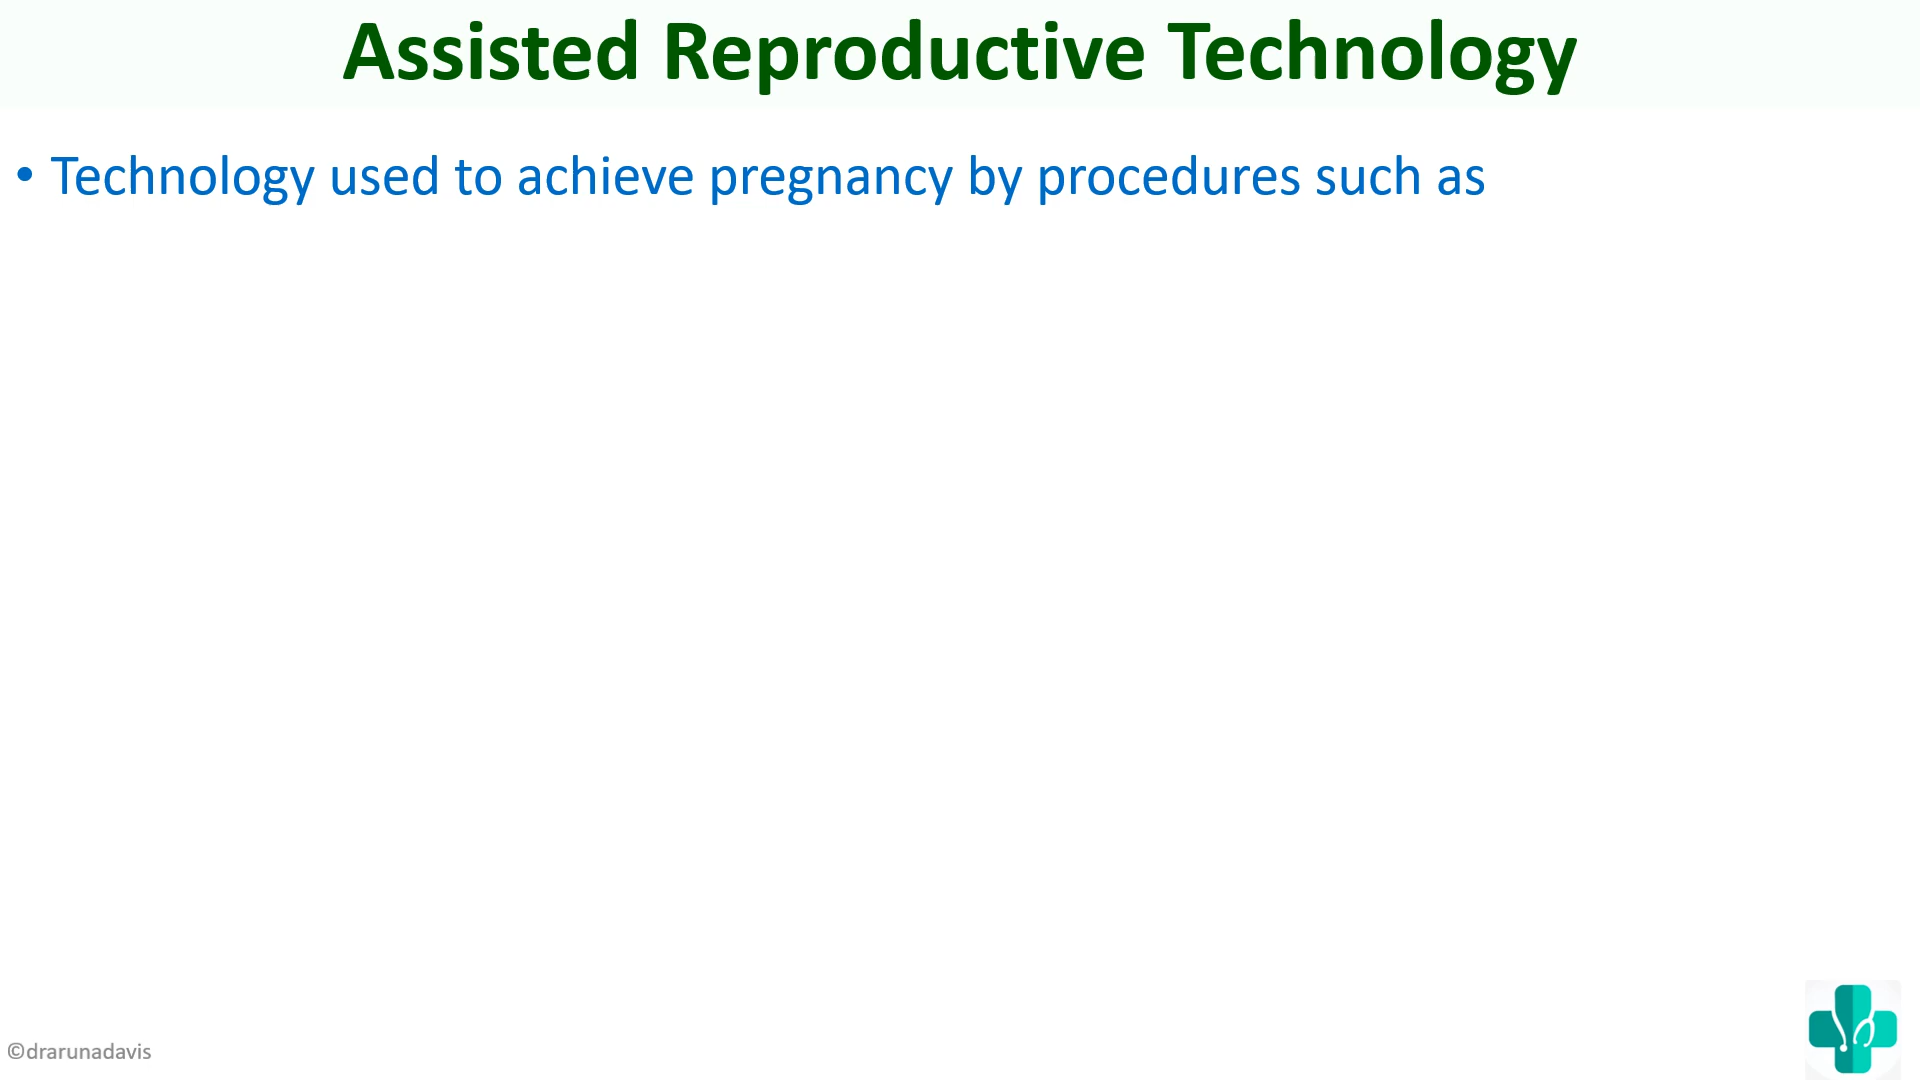 Assisted Reproductive Technology
• Technology used to achieve pregnancy by procedures such as
©drarunadavis